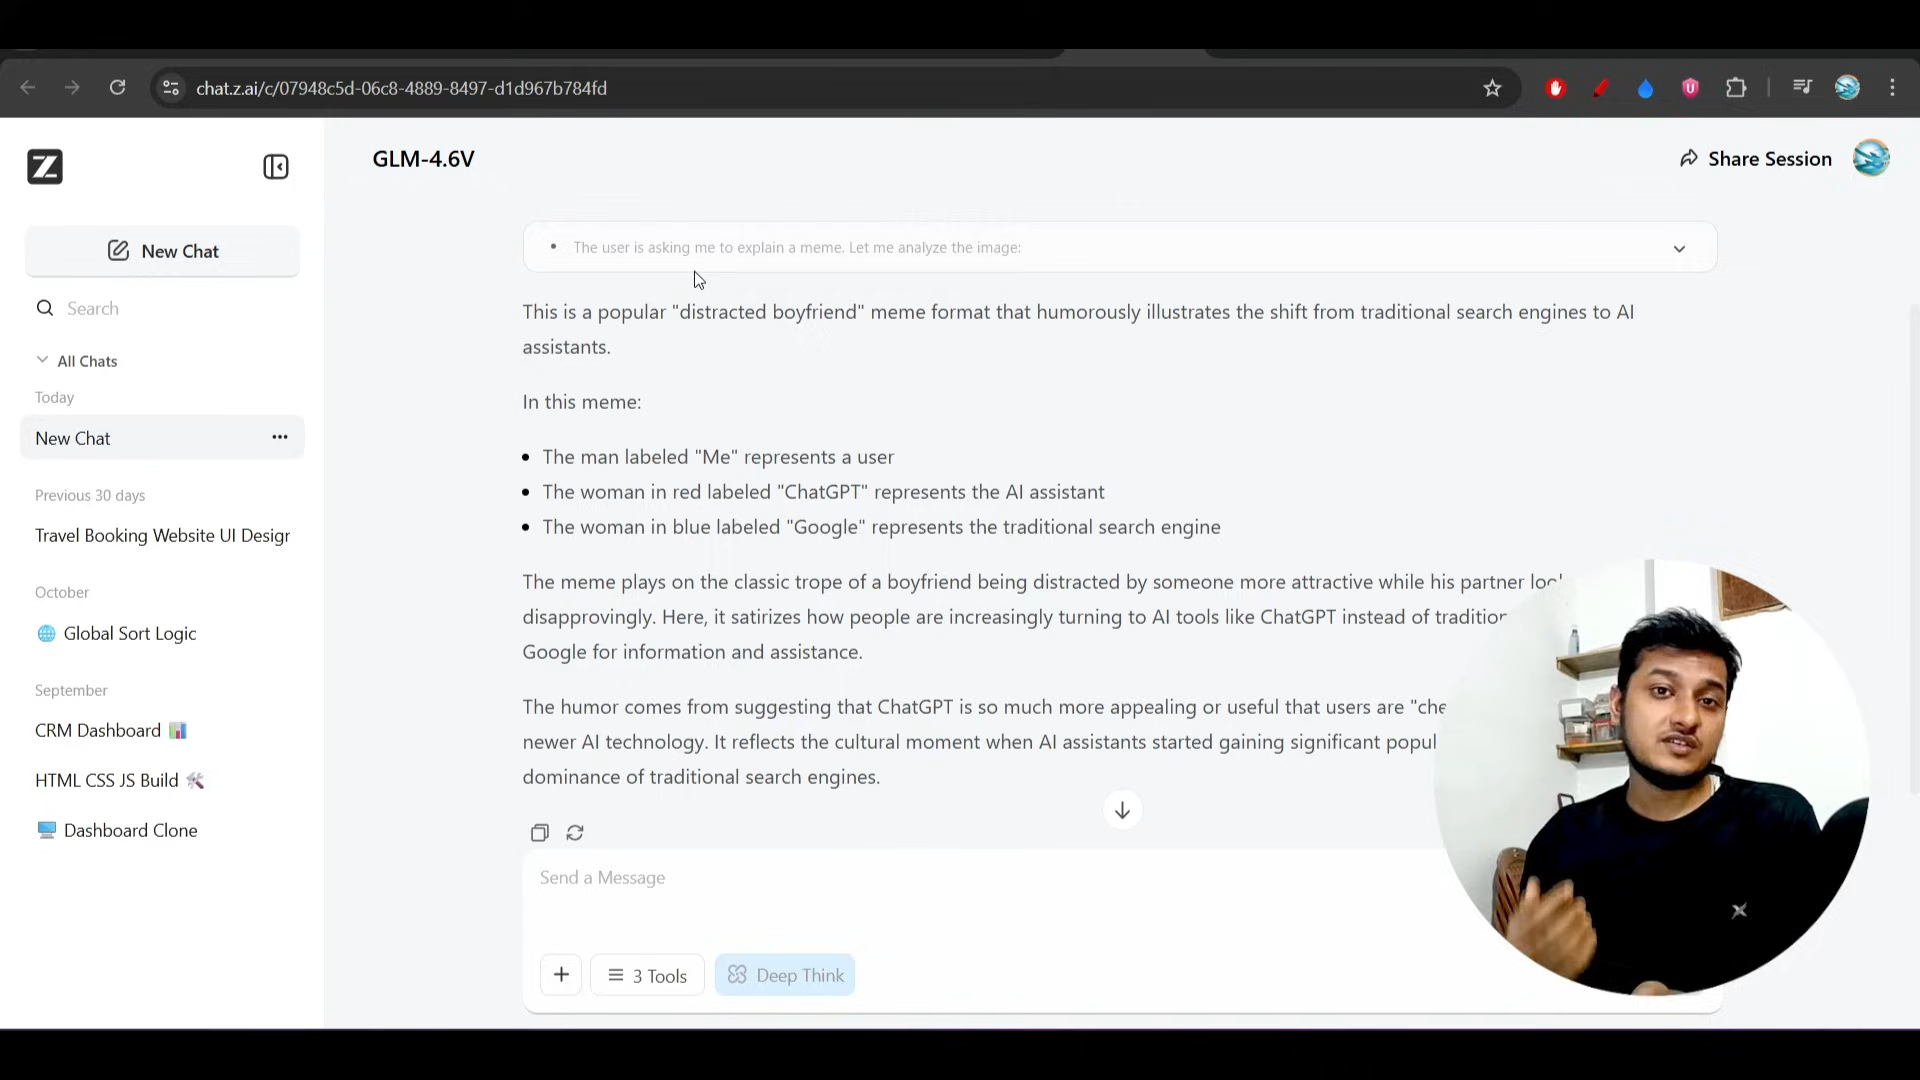 chat.z.ai/c/07948c5d-06c8-4889-8497-d1d967b784fd
Z
GLM-4.6V
Share Session
New Chat
Search
All Chats
Today
New Chat
Previous 30 days
Travel Booking Website UI Desigr
October
Global Sort Logic
September
CRM Dashboard
HTML CSS JS Build
Dashboard Clone
The user is asking me to explain a meme. Let me analyze the image:
This is a popular "distracted boyfriend" meme format that humorously illustrates the shift from traditional search engines to AI
assistants.
In this meme:
• The man labeled "Me" represents a user
• The woman in red labeled "ChatGPT" represents the AI assistant
• The woman in blue labeled "Google" represents the traditional search engine
The meme plays on the classic trope of a boyfriend being distracted by someone more attractive while his partner
disapprovingly. Here, it satirizes how people are increasingly turning to AI tools like ChatGPT instead of
Google for information and assistance.
The humor comes from suggesting that ChatGPT is so much more appealing or useful that users are
newer AI technology. It reflects the cultural moment when AI assistants started gaining significant
dominance of traditional search engines.
Send a Message
3 Tools
Deep Think